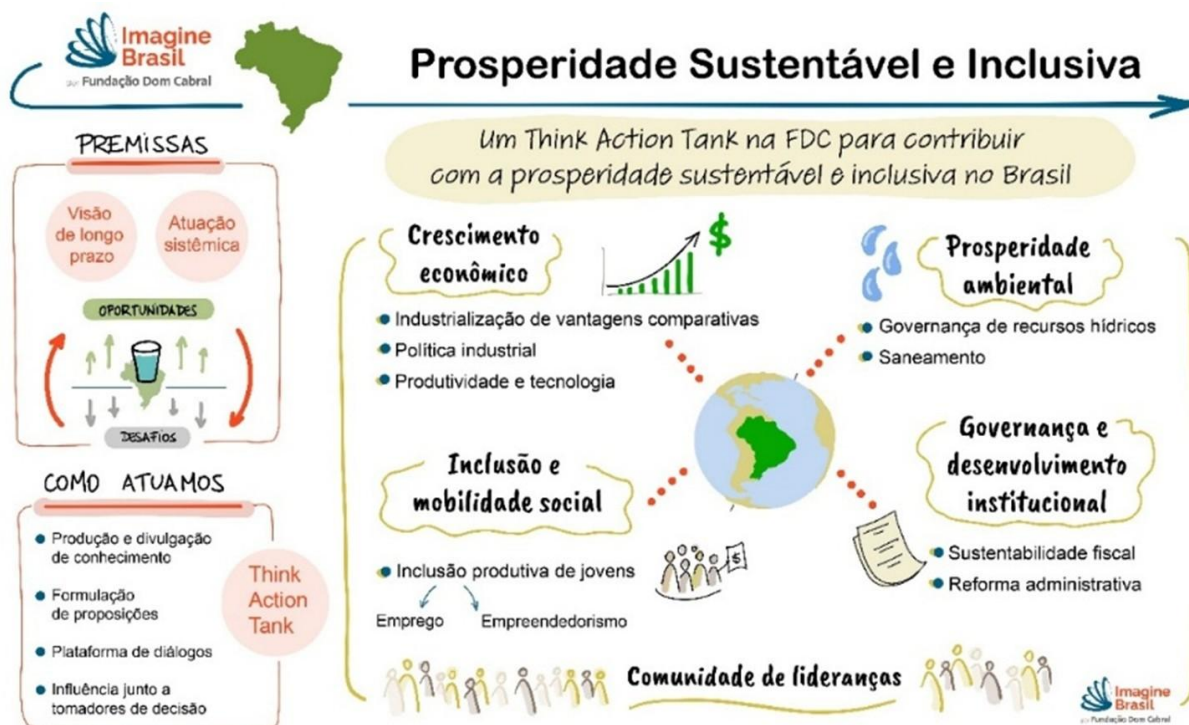 Imagine
Brasil
por Fundação Dom Cabral
Prosperidade Sustentável e Inclusiva
Um Think Action Tank na FDC para contribuir
com a prosperidade sustentável e inclusiva no Brasil
PREMISSAS
Visão
de longo
prazo
Atuação
sistêmica
OPORTUNIDADES
DESAFIOS
COMO ATUAMOS
Produção e divulgação
de conhecimento
Formulação
de proposições
Plataforma de diálogos
Influência junto a
tomadores de decisão
Think
Action
Tank
Crescimento
econômico
$
Industrialização de vantagens comparativas
Política industrial
Produtividade e tecnologia
Prosperidade
ambiental
Governança de recursos hídricos
Saneamento
Inclusão e
mobilidade social
Inclusão produtiva de jovens
Emprego
Empreendedorismo
$
Governança e
desenvolvimento
institucional
Sustentabilidade fiscal
Reforma administrativa
Comunidade de lideranças
Imagine
Brasil
por Fundação Dom Cabral